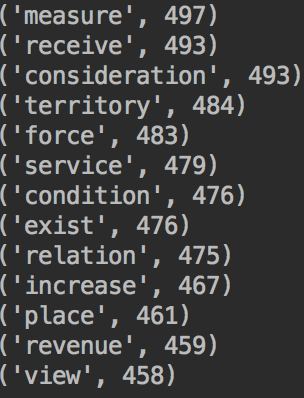 ('measure', 497)
('receive', 493)
('consideration', 493)
('territory', 484)
('force', 483)
('service', 479)
('condition', 476)
('exist', 476)
('relation', 475)
('increase', 467)
('place', 461)
('revenue', 459)
('view', 458)